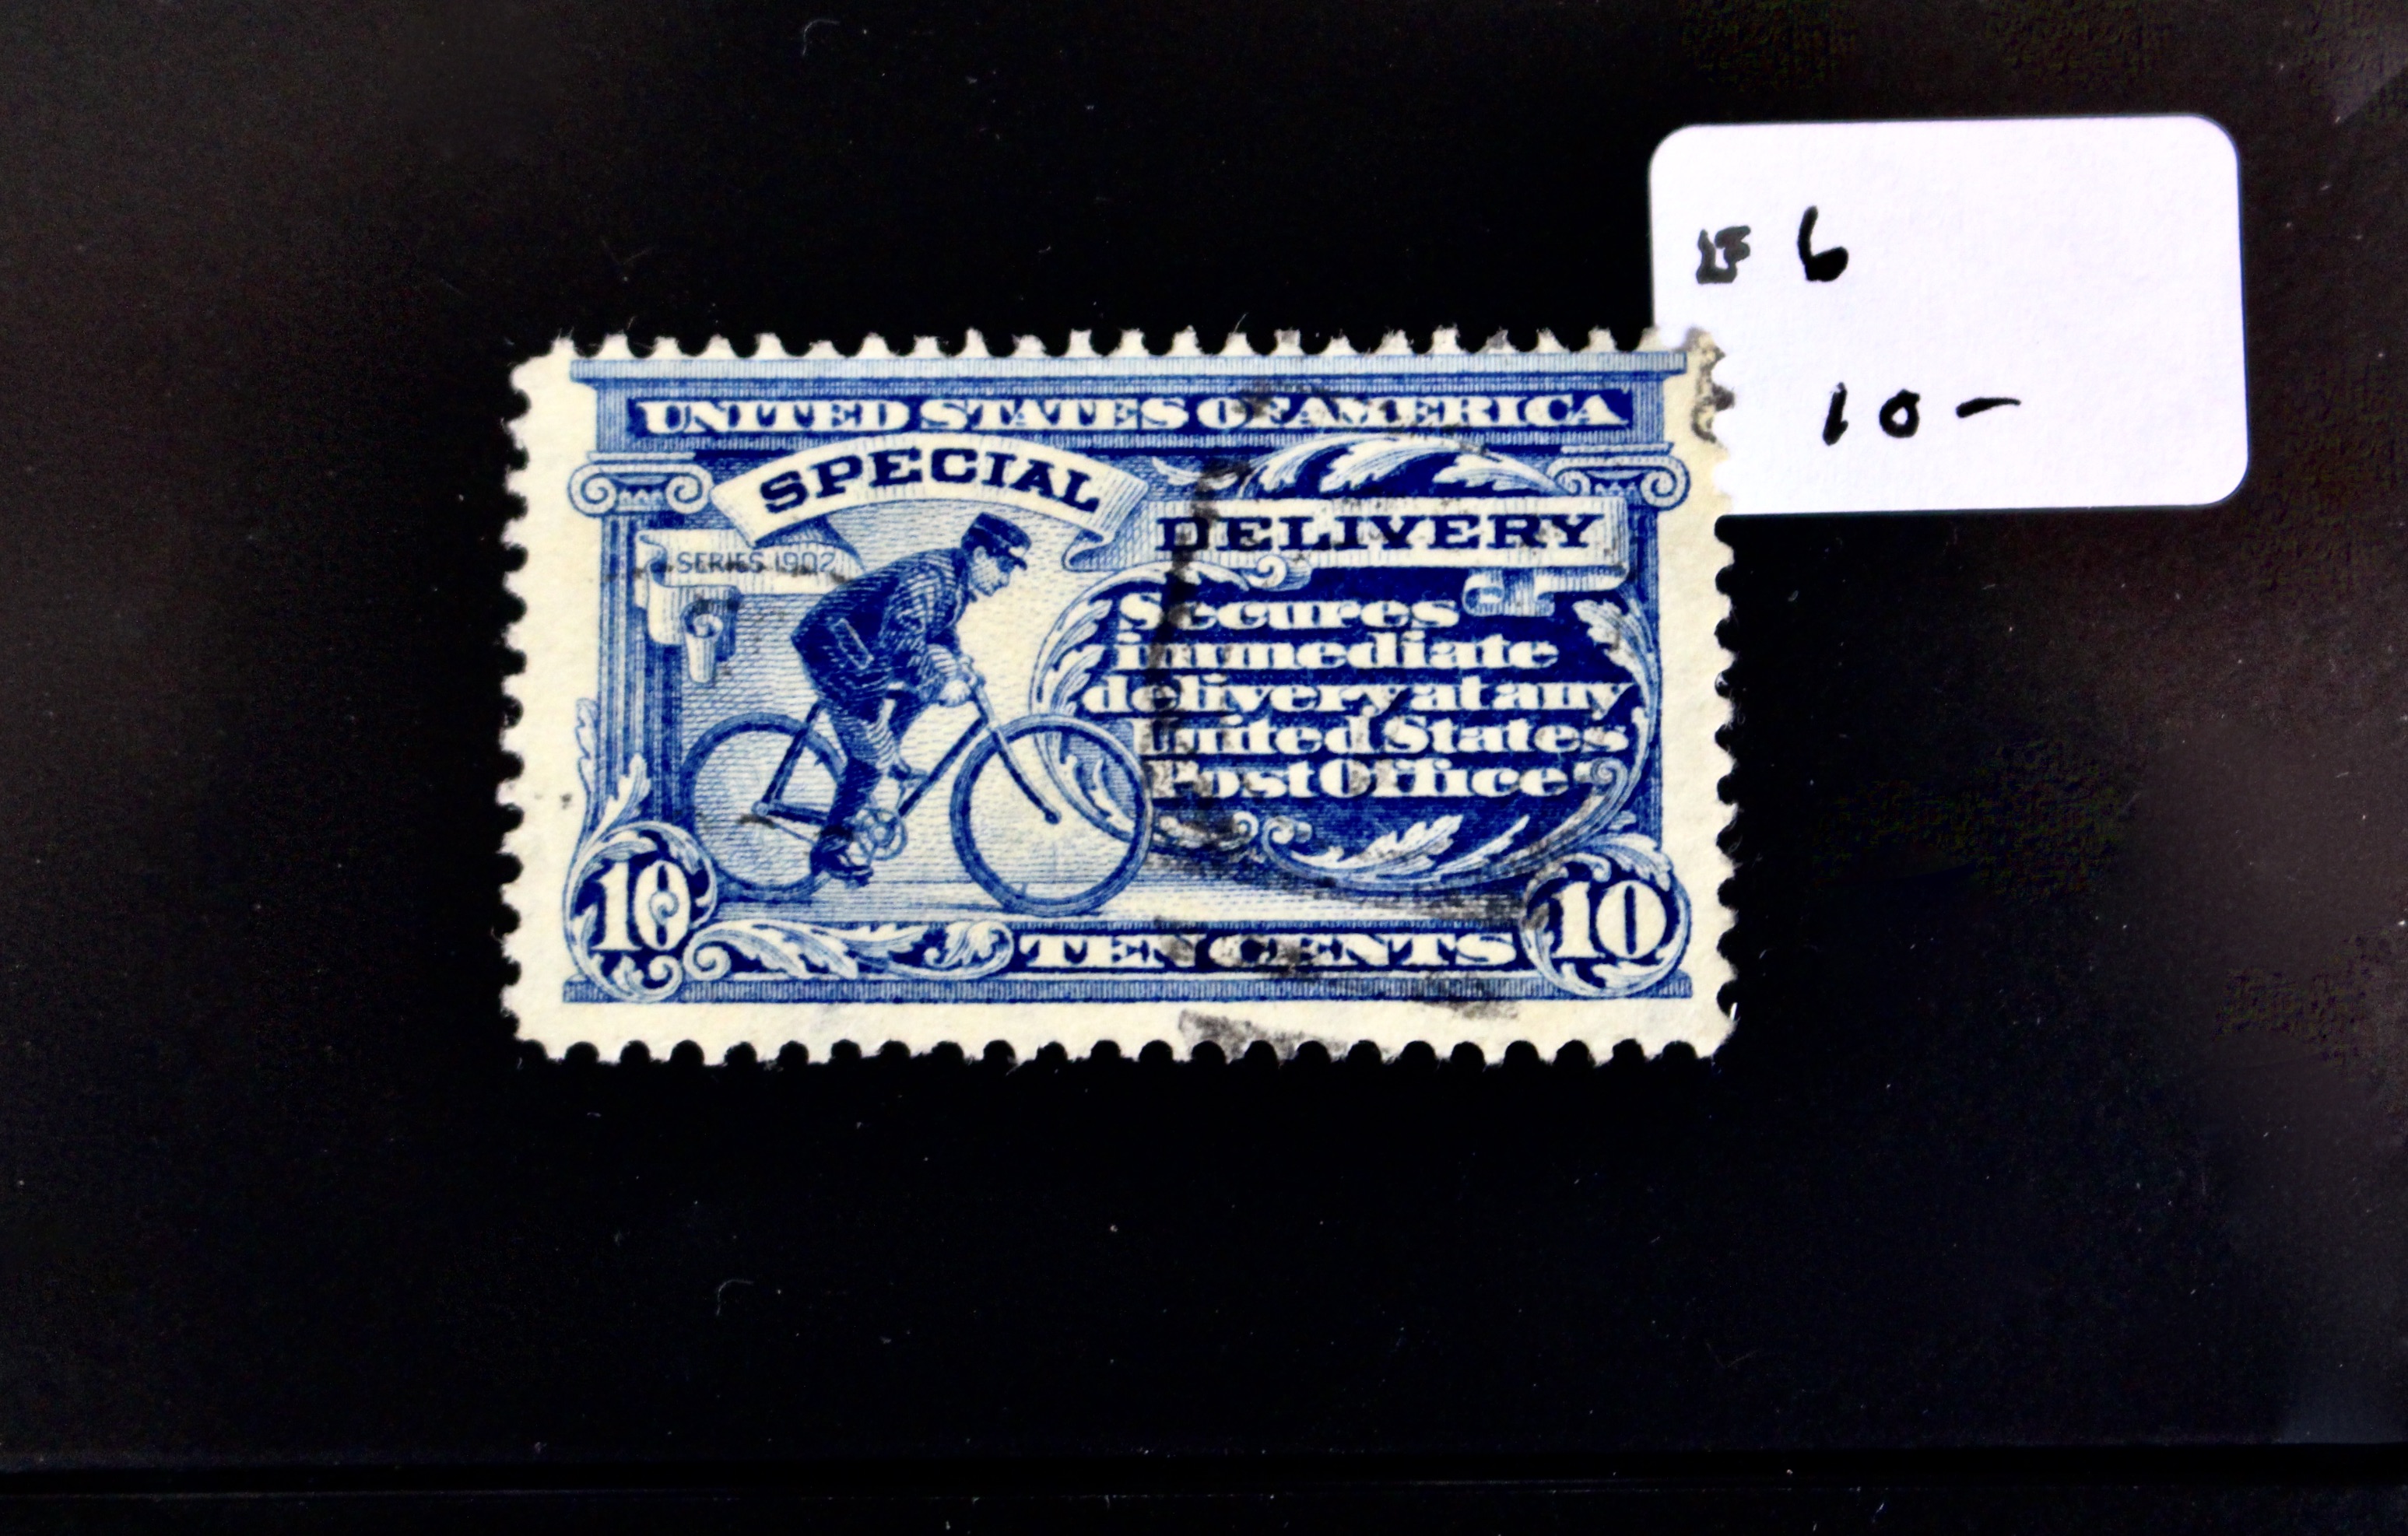 6
10-
UNITED STATES OF AMERICA
SPECIAL
DELIVERY
SERIES 1902
Secures
immediate
delivery at any
United States
Post Office
10
TEN CENTS
10